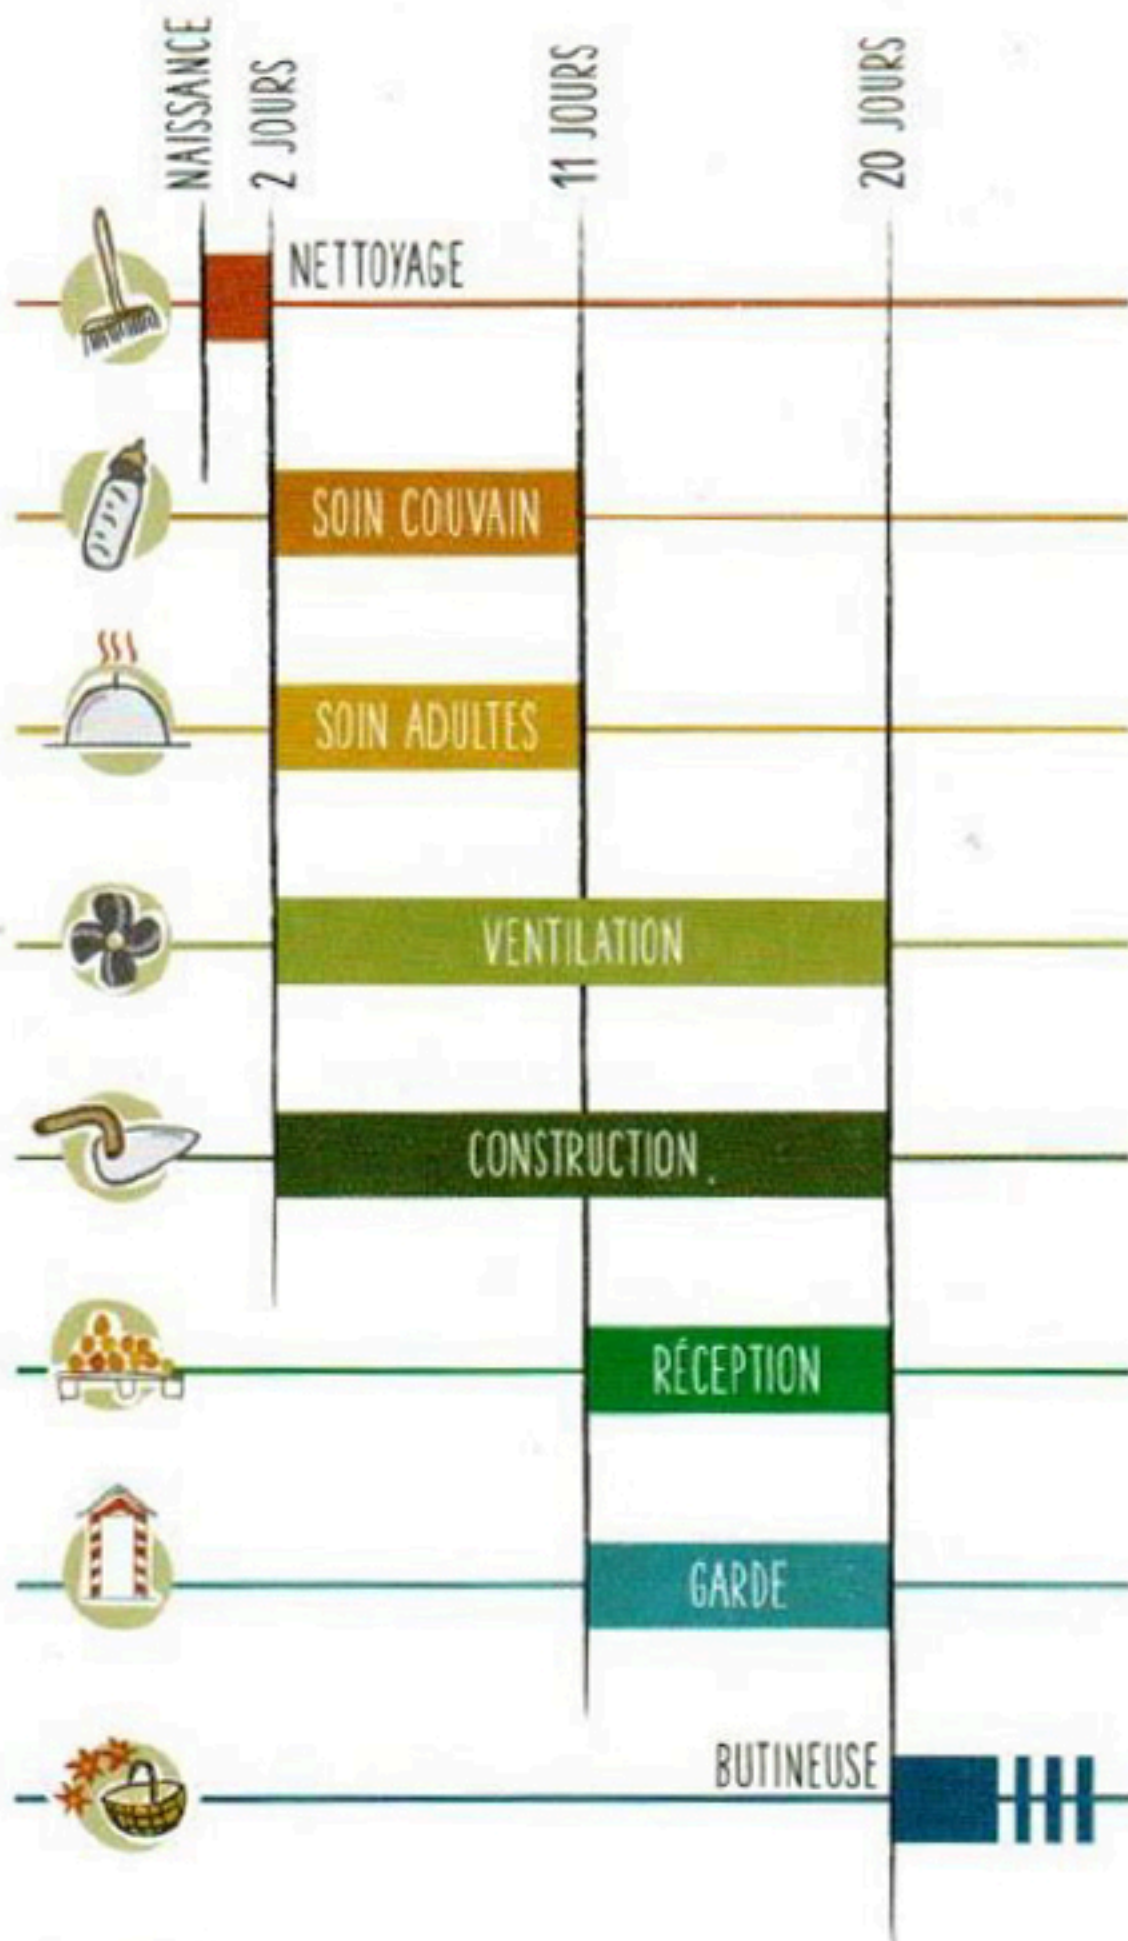 NAISSANCE
2 JOURS
11 JOURS
20 JOURS
NETTOYAGE
SOIN COUVAIN
SOIN ADULTES
VENTILATION
CONSTRUCTION
RÉCEPTION
GARDE
BUTINEUSE